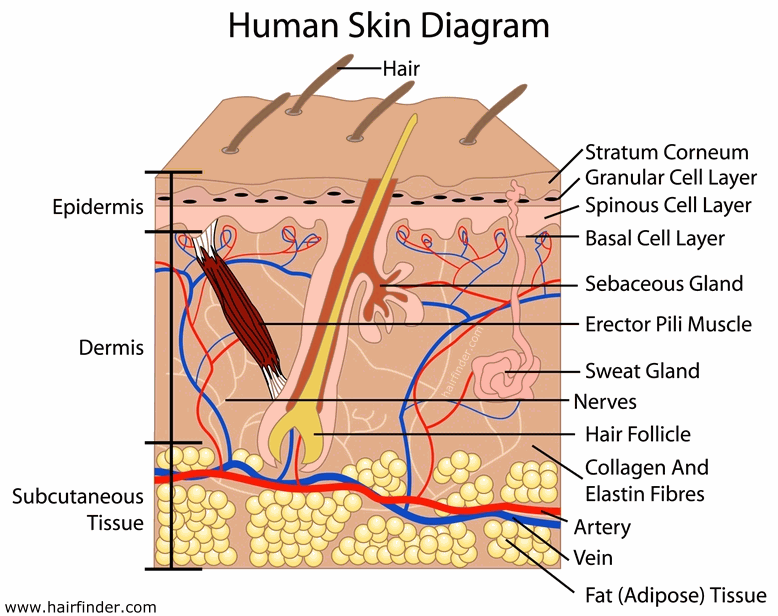 Human Skin Diagram
Hair
Stratum Corneum
Granular Cell Layer
Spinous Cell Layer
Basal Cell Layer
Sebaceous Gland
Erector Pili Muscle
Sweat Gland
Nerves
Hair Follicle
Collagen And
Elastin Fibres
Artery
Vein
Fat (Adipose) Tissue
Epidermis
Dermis
Subcutaneous
Tissue
hairfinder.com
www.hairfinder.com